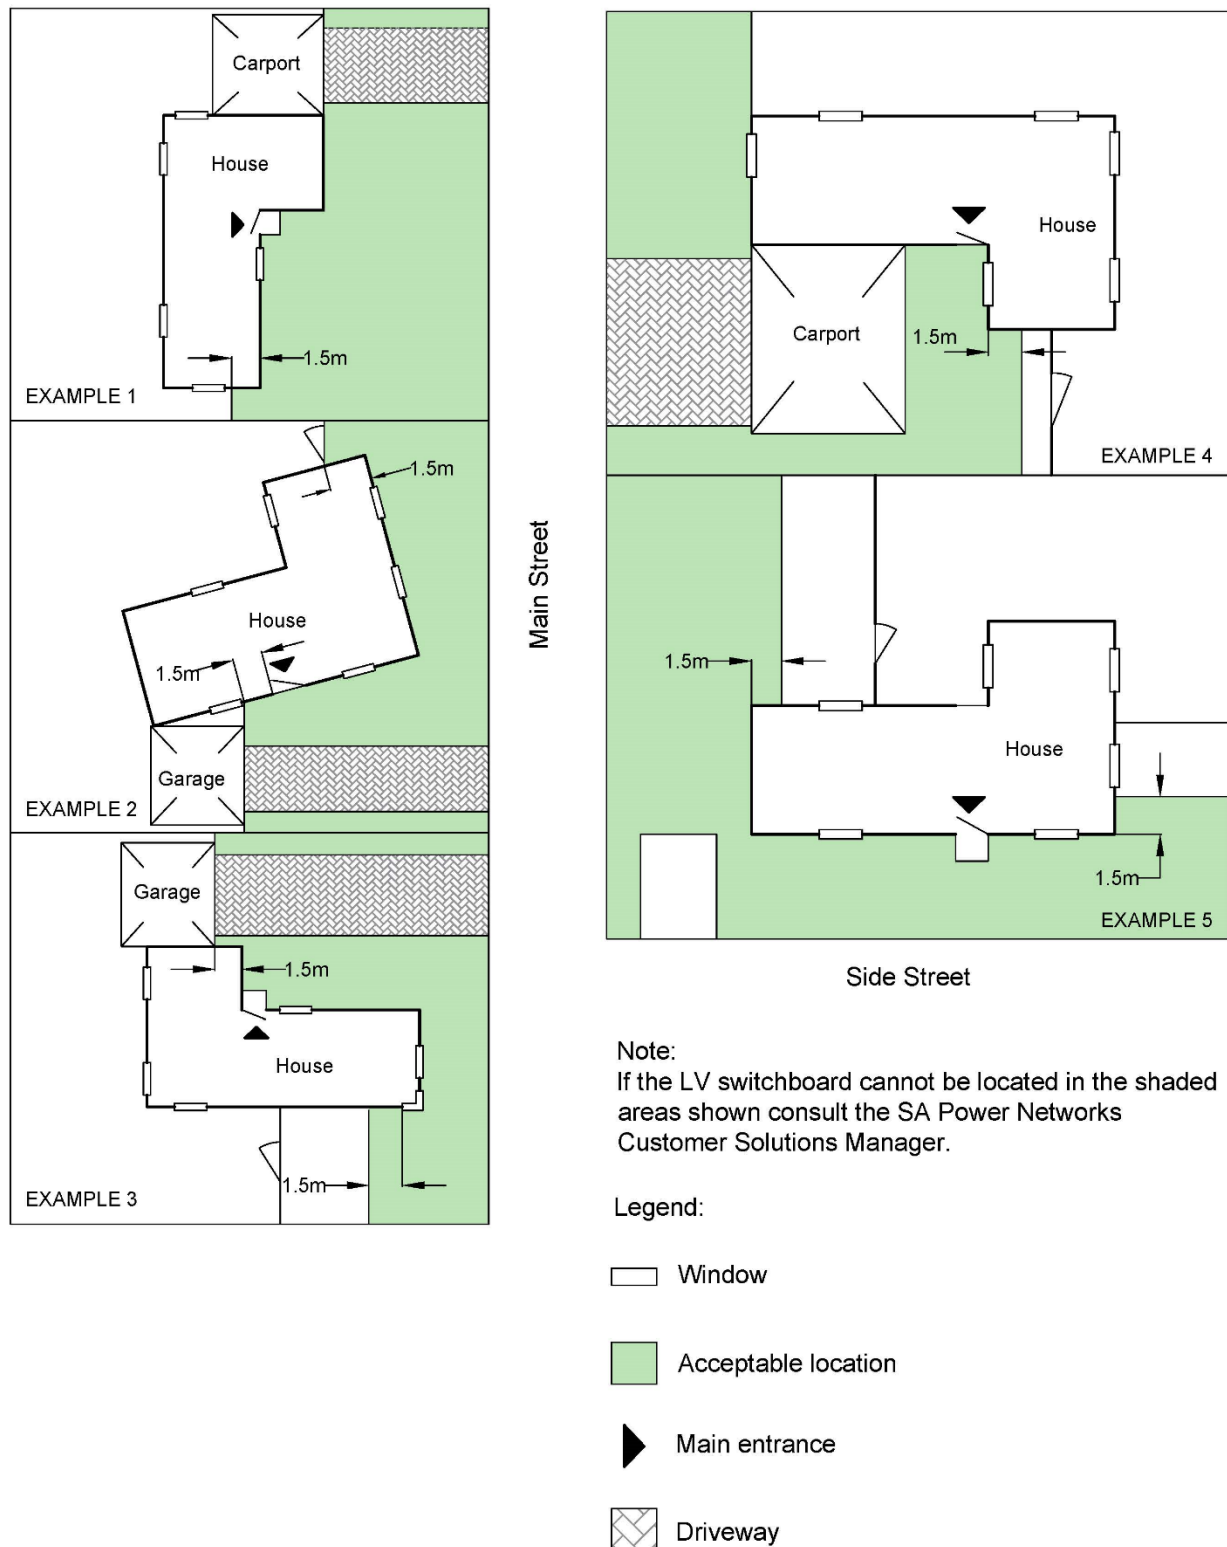 Carport
House
1.5m
EXAMPLE 1
1.5m
House
1.5m
Garage
EXAMPLE 2
Garage
1.5m
House
1.5m
EXAMPLE 3
Main Street
House
Carport
1.5m
EXAMPLE 4
1.5m
House
1.5m
EXAMPLE 5
Side Street
Note:
If the LV switchboard cannot be located in the shaded
areas shown consult the SA Power Networks
Customer Solutions Manager.
Legend:
Window
Acceptable location
Main entrance
Driveway